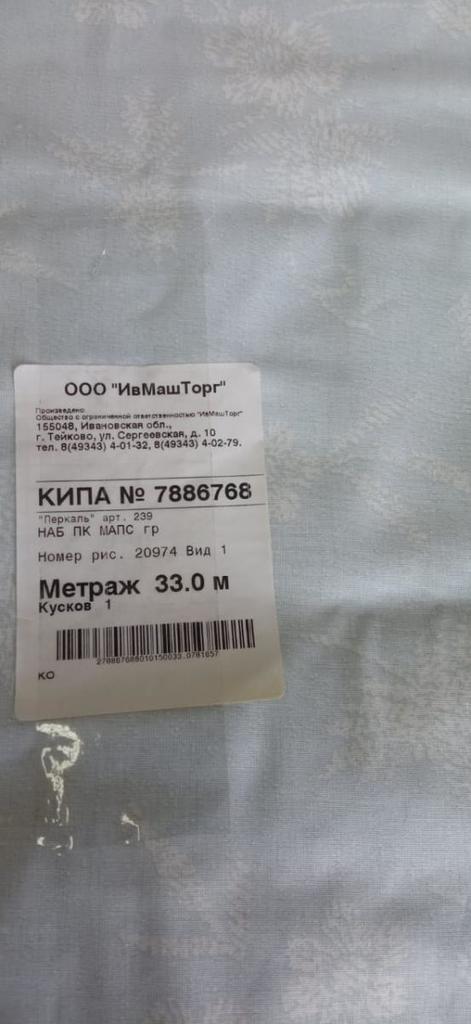 ООО "ИвМашТорг"
Произведено:
Общество с ограниченной ответственностью "ИвМашТорг"
155048, Ивановская обл.,
г. Тейково, ул. Сергеевская, д. 10
тел. 8(49343) 4-01-32, 8(49343) 4-02-79.
КИПА № 7886768
"Перкаль" арт. 239
НАБ ПК МАПС гр
Номер рис. 20974 Вид 1
Метраж 33.0 м
Кусков 1
КО